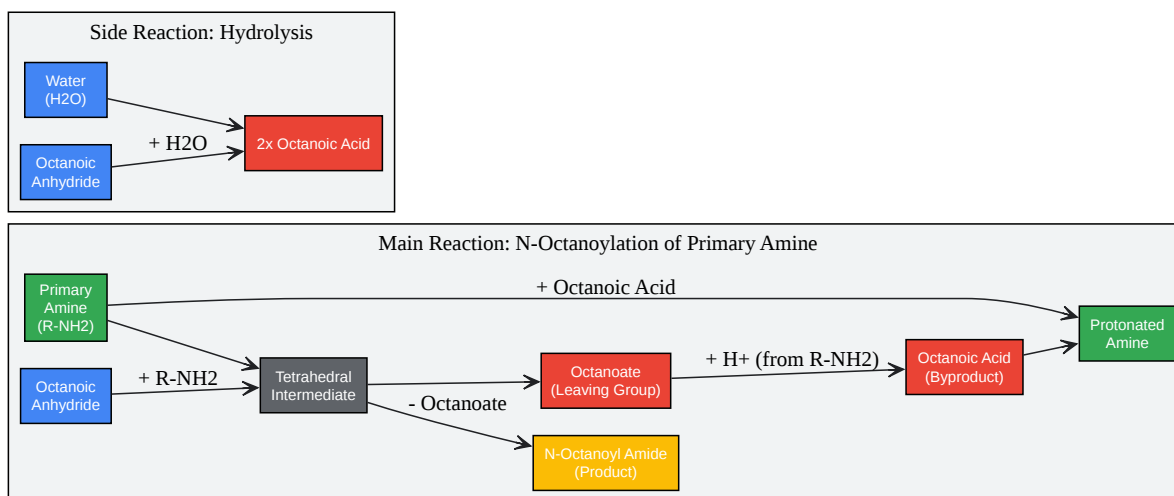 Side Reaction: Hydrolysis
Water
(H2O)
+ H2O
2x Octanoic Acid
Octanoic
Anhydride
Main Reaction: N-Octanoylation of Primary Amine
Primary
Amine
(R-NH2)
+ Octanoic Acid
Protonated
Amine
Octanoic
Anhydride
+ R-NH2
Tetrahedral
Intermediate
- Octanoate
Octanoate
(Leaving Group)
+ H+ (from R-NH2)
Octanoic Acid
(Byproduct)
N-Octanoyl Amide
(Product)